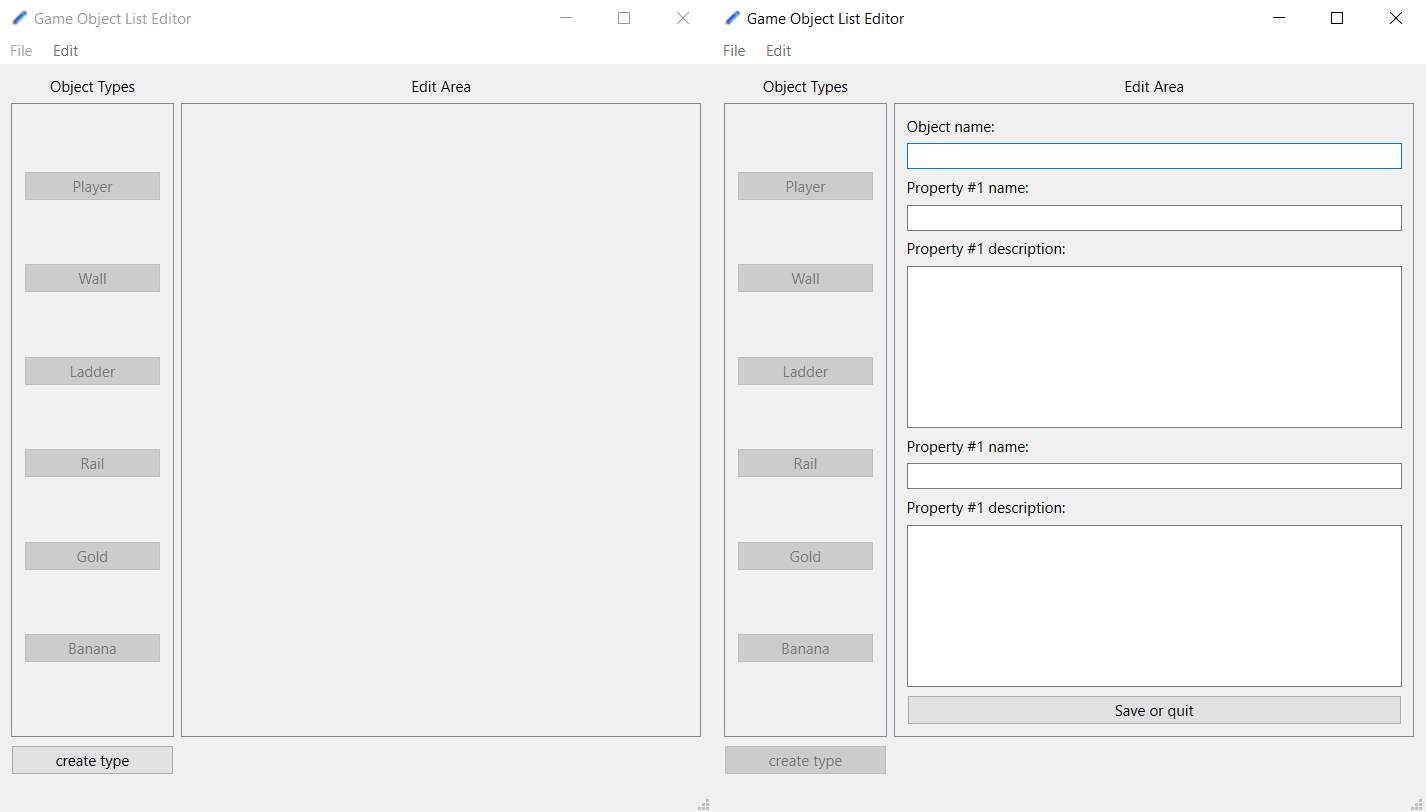 Game Object List Editor
File Edit
Object Types
Edit Area
Player
Wall
Ladder
Rail
Gold
Banana
create type
Game Object List Editor
File Edit
Object Types
Edit Area
Player
Wall
Ladder
Rail
Gold
Banana
create type
Object name:
Property #1 name:
Property #1 description:
Property #1 name:
Property #1 description:
Save or quit